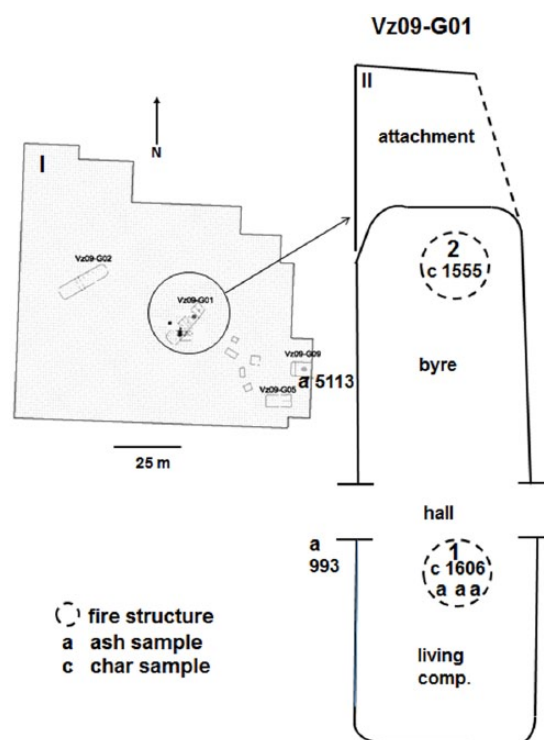 Vz09-G01
II
attachment
N
I
2
c 1555
Vz09-G02
Vz09-G01
Vz09-G09
a 5113
byre
Vz09-G05
25 m
hall
a
993
1
c 1606
a a a
fire structure
a ash sample
c char sample
living
comp.